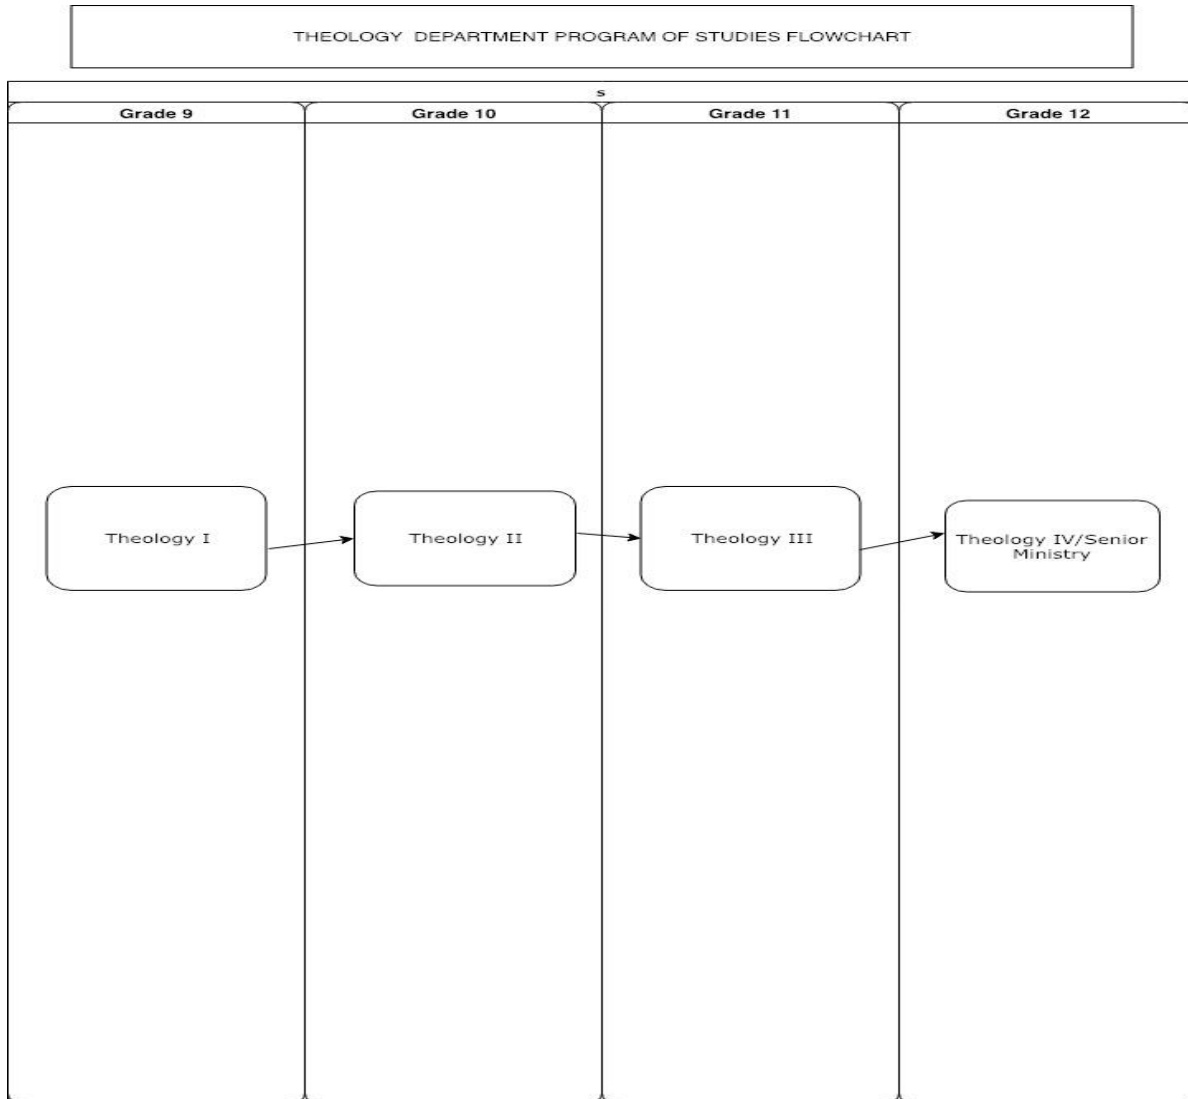 THEOLOGY  DEPARTMENT PROGRAM OF STUDIES FLOWCHART
s
Grade 9
Grade 10
Grade 11
Grade 12
Theology I
Theology II
Theology III
Theology IV/Senior
Ministry